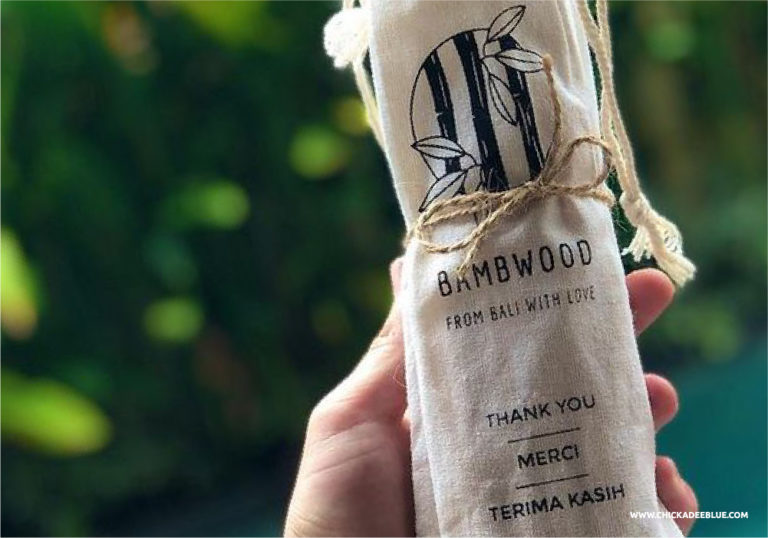 BAMBWOOD
FROM BALI WITH LOVE
THANK YOU
MERCI
TERIMA KASIH
WWW.CHICKADEEBLUE.COM